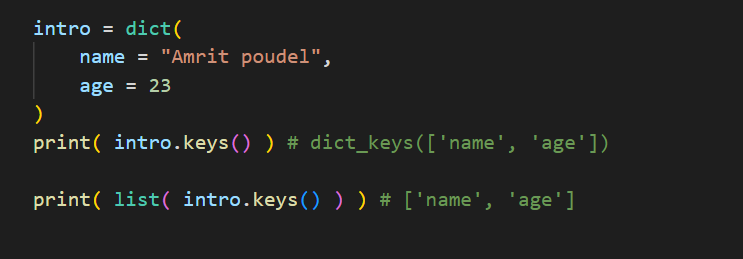 intro = dict(
    name = "Amrit poudel",
    age = 23
)
print( intro.keys() ) # dict_keys(['name', 'age'])
print( list( intro.keys() ) ) # ['name', 'age']